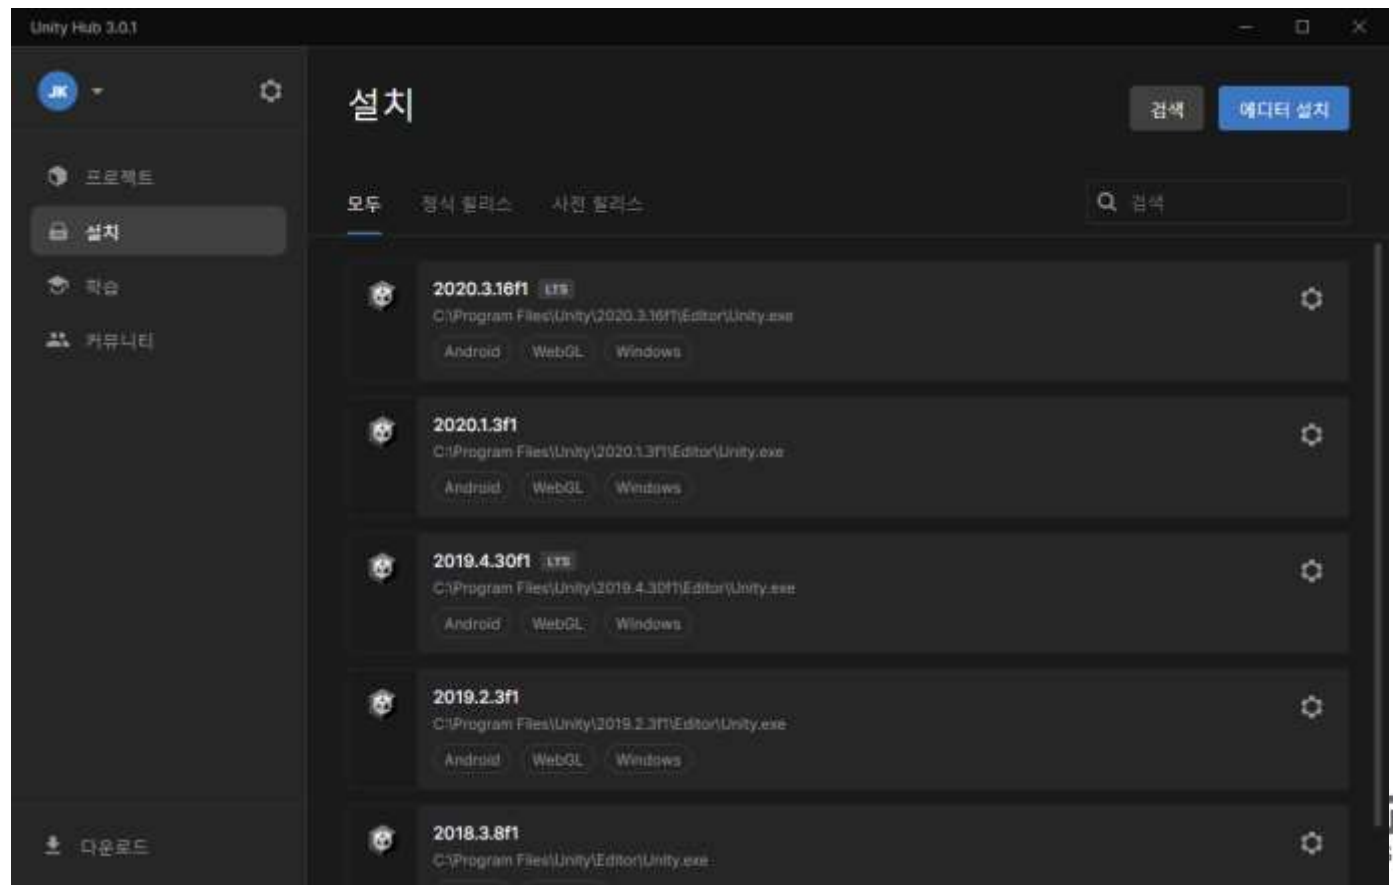 Unity Hub 3.0.1
JK
설치
검색
에디터 설치
프로젝트
설치
학습
커뮤니티
모두
정식 릴리스
사전 릴리스
검색
2020.3.16f1 LTS
C:\Program Files\Unity\2020.3.16f1\Editor\Unity.exe
Android WebGL Windows
2020.1.3f1
C:\Program Files\Unity\2020.1.3f1\Editor\Unity.exe
Android WebGL Windows
2019.4.30f1 LTS
C:\Program Files\Unity\2019.4.30f1\Editor\Unity.exe
Android WebGL Windows
2019.2.3f1
C:\Program Files\Unity\2019.2.3f1\Editor\Unity.exe
Android WebGL Windows
2018.3.8f1
C:\Program Files\Unity\Editor\Unity.exe
다운로드